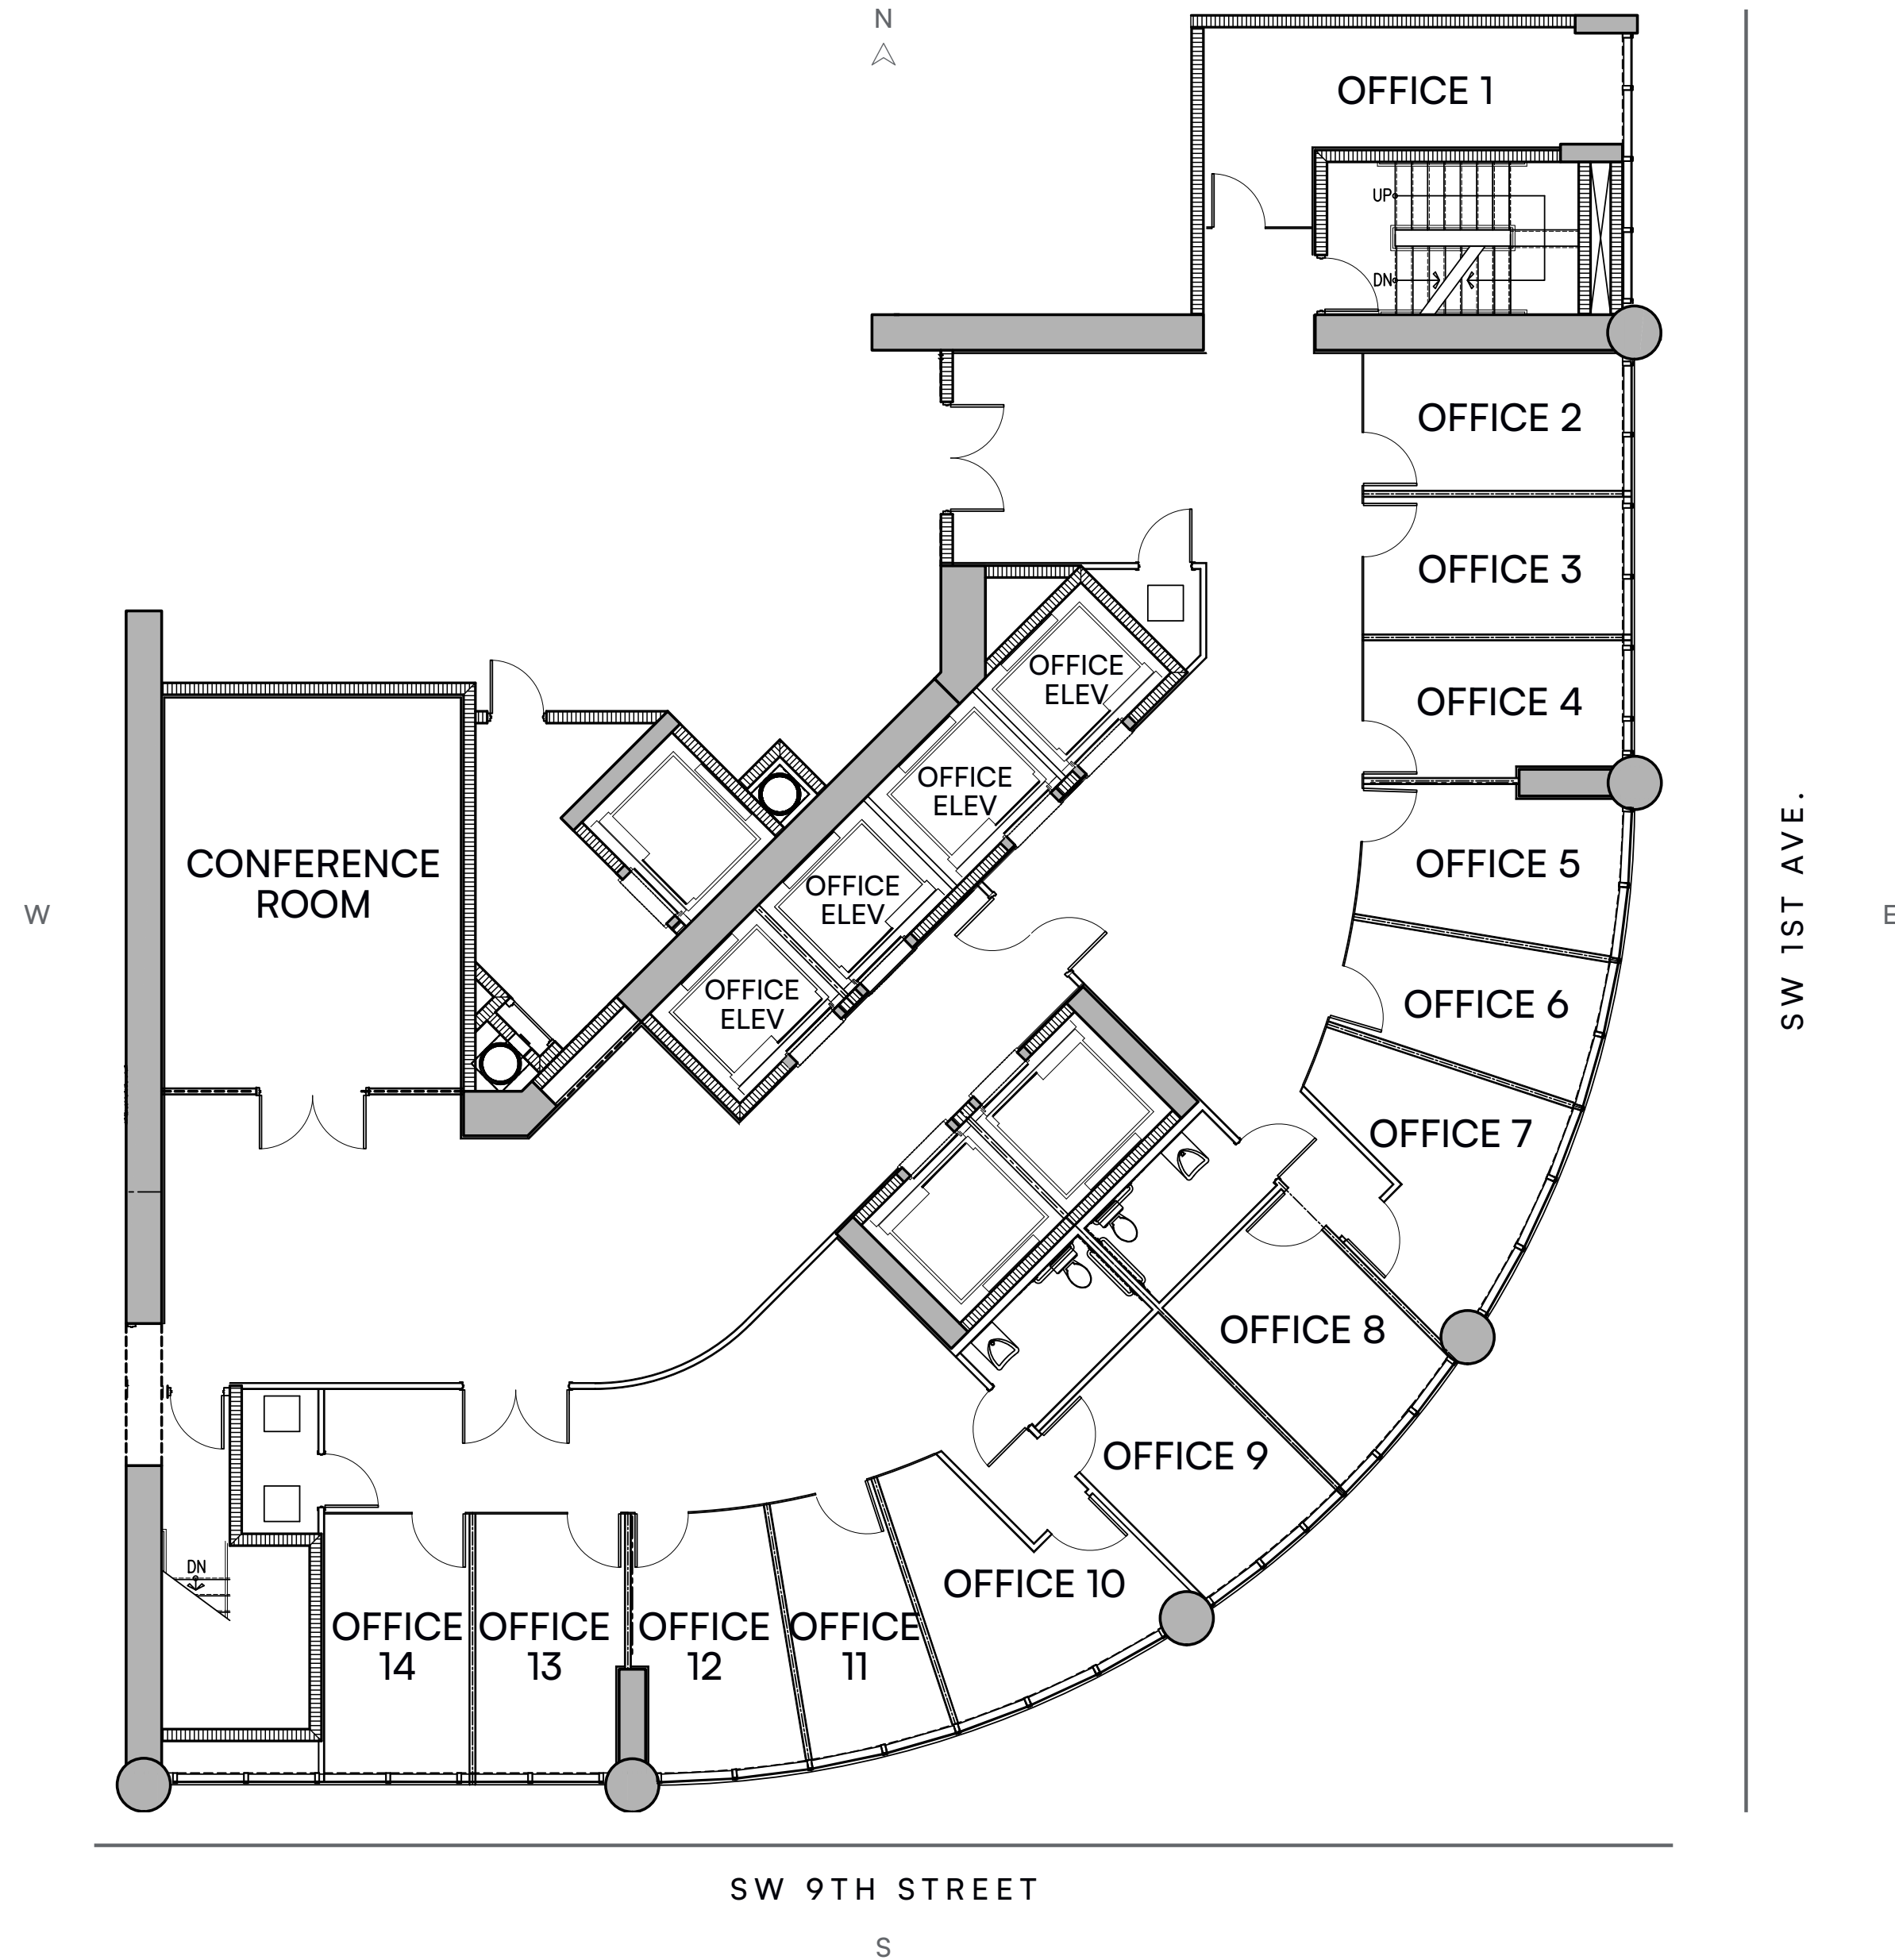 N
OFFICE 1
UP
DN
OFFICE 2
OFFICE 3
OFFICE
ELEV
OFFICE 4
OFFICE
ELEV
CONFERENCE
ROOM
OFFICE
ELEV
OFFICE 5
W
E
SW 1ST AVE.
OFFICE
ELEV
OFFICE 6
OFFICE 7
OFFICE 8
OFFICE 9
DN
OFFICE 10
OFFICE
14
OFFICE
13
OFFICE
12
OFFICE
11
SW 9TH STREET
S